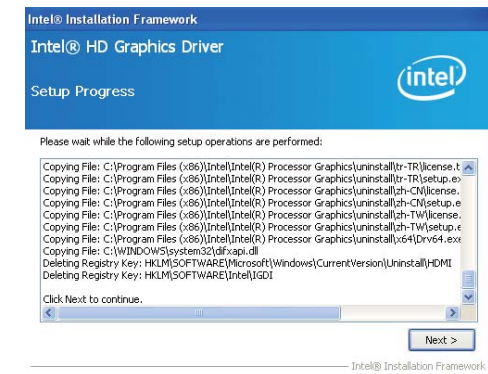 Intel® Installation Framework
Intel® HD Graphics Driver
intel
Setup Progress
Please wait while the following setup operations are performed:
Copying File: C:\Program Files (x86)\Intel\Intel(R) Processor Graphics\uninstall\tr-TR\license.t
Copying File: C:\Program Files (x86)\Intel\Intel(R) Processor Graphics\uninstall\tr-TR\setup.ex
Copying File: C:\Program Files (x86)\Intel\Intel(R) Processor Graphics\uninstall\zh-CN\license.
Copying File: C:\Program Files (x86)\Intel\Intel(R) Processor Graphics\uninstall\zh-CN\setup.e
Copying File: C:\Program Files (x86)\Intel\Intel(R) Processor Graphics\uninstall\zh-TW\license.
Copying File: C:\Program Files (x86)\Intel\Intel(R) Processor Graphics\uninstall\zh-TW\setup.e
Copying File: C:\Program Files (x86)\Intel\Intel(R) Processor Graphics\uninstall\x64\Drv64.exe
Copying File: C:\WINDOWS\system32\difxapi.dll
Deleting Registry Key: HKLM\SOFTWARE\Microsoft\Windows\CurrentVersion\Uninstall\HDMI
Deleting Registry Key: HKLM\SOFTWARE\Intel\IGDI
Click Next to continue.
Next >
Intel® Installation Framework